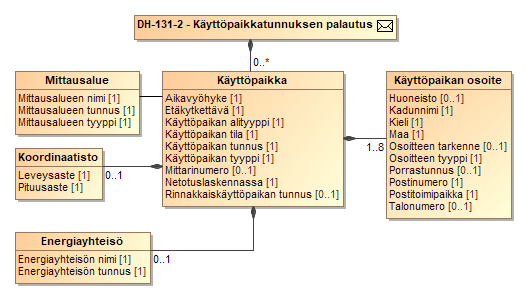 DH-131-2 - Käyttöpaikkatunnuksen palautus
0..*
Mittausalue
Mittausalueen nimi [1]
Mittausalueen tunnus [1]
Mittausalueen tyyppi [1]
Käyttöpaikka
Aikavyöhyke [1]
Etäkytkettävä [1]
Käyttöpaikan alityyppi [1]
Käyttöpaikan tila [1]
Käyttöpaikan tunnus [1]
Käyttöpaikan tyyppi [1]
Mittarinumero [0..1]
Netotuslaskennassa [1]
Rinnakkaiskäyttöpaikan tunnus [0..1]
Käyttöpaikan osoite
Huoneisto [0..1]
Kadunnimi [1]
Kieli [1]
Maa [1]
Osoitteen tarkenne [0..1]
Osoitteen tyyppi [1]
Porrastunnus [0..1]
Postinumero [1]
Postitoimipaikka [1]
Talonumero [0..1]
1..8
Koordinaatisto
Leveysaste [1]
Pituusaste [1]
0..1
Energiayhteisö
Energiayhteisön nimi [1]
Energiayhteisön tunnus [1]
0..1